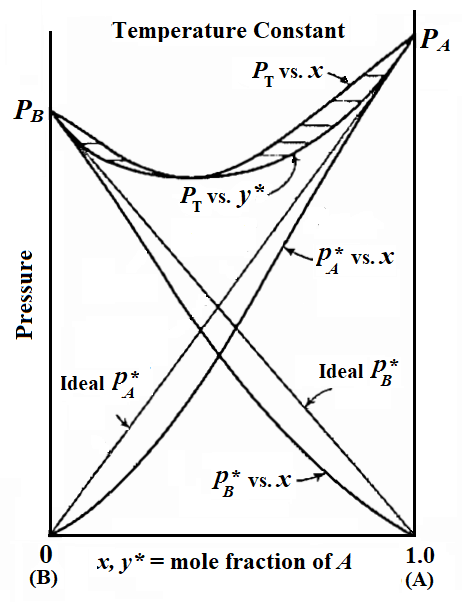 Temperature Constant
P_A
P_T vs. x
P_B
P_T vs. y*
p_A* vs. x
Pressure
Ideal p_A*
Ideal p_B*
p_B* vs. x
0
1.0
x, y* = mole fraction of A
(B)
(A)